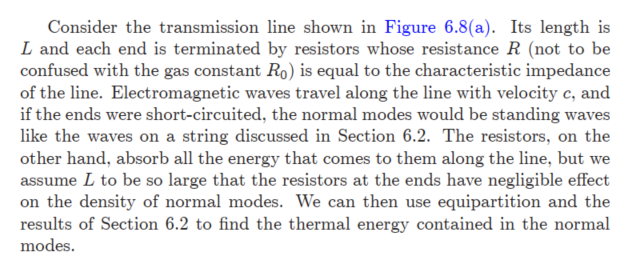 Consider the transmission line shown in Figure 6.8(a). Its length is
L and each end is terminated by resistors whose resistance R (not to be
confused with the gas constant R₀) is equal to the characteristic impedance
of the line. Electromagnetic waves travel along the line with velocity c, and
if the ends were short-circuited, the normal modes would be standing waves
like the waves on a string discussed in Section 6.2. The resistors, on the
other hand, absorb all the energy that comes to them along the line, but we
assume L to be so large that the resistors at the ends have negligible effect
on the density of normal modes. We can then use equipartition and the
results of Section 6.2 to find the thermal energy contained in the normal
modes.